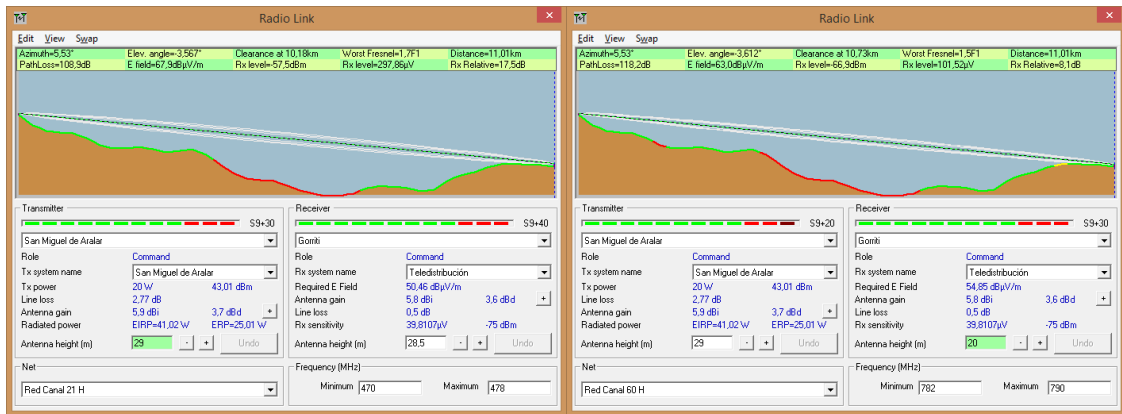 Radio Link
Edit View Swap
Azimuth=5,53° Elev. angle=-3,567° Clearance at 10,18km Worst Fresnel=1,7F1 Distance=11,01km
PathLoss=108,9dB E field=67,9dBµV/m Rx level=-57,5dBm Rx level=297,86µV Rx Relative=17,5dB
Transmitter
S9+30
San Miguel de Aralar
Role Command
Tx system name San Miguel de Aralar
Tx power 20 W 43,01 dBm
Line loss 2,77 dB
Antenna gain 5,9 dBi 3,7 dBd +
Radiated power EIRP=41,02 W ERP=25,01 W
Antenna height (m) 29 - + Undo
Net
Red Canal 21 H
Receiver
S9+40
Gorriti
Role Command
Rx system name Teledistribución
Required E Field 50,46 dBµV/m
Antenna gain 5,8 dBi 3,6 dBd +
Line loss 0,5 dB
Rx sensitivity 39,8107µV -75 dBm
Antenna height (m) 28,5 - + Undo
Frequency (MHz)
Minimum 470 Maximum 478
Radio Link
Edit View Swap
Azimuth=5,53° Elev. angle=-3,612° Clearance at 10,73km Worst Fresnel=1,5F1 Distance=11,01km
PathLoss=118,2dB E field=63,0dBµV/m Rx level=-66,9dBm Rx level=101,52µV Rx Relative=8,1dB
Transmitter
S9+20
San Miguel de Aralar
Role Command
Tx system name San Miguel de Aralar
Tx power 20 W 43,01 dBm
Line loss 2,77 dB
Antenna gain 5,9 dBi 3,7 dBd +
Radiated power EIRP=41,02 W ERP=25,01 W
Antenna height (m) 29 - + Undo
Net
Red Canal 60 H
Receiver
S9+30
Gorriti
Role Command
Rx system name Teledistribución
Required E Field 54,85 dBµV/m
Antenna gain 5,8 dBi 3,6 dBd +
Line loss 0,5 dB
Rx sensitivity 39,8107µV -75 dBm
Antenna height (m) 20 - + Undo
Frequency (MHz)
Minimum 782 Maximum 790